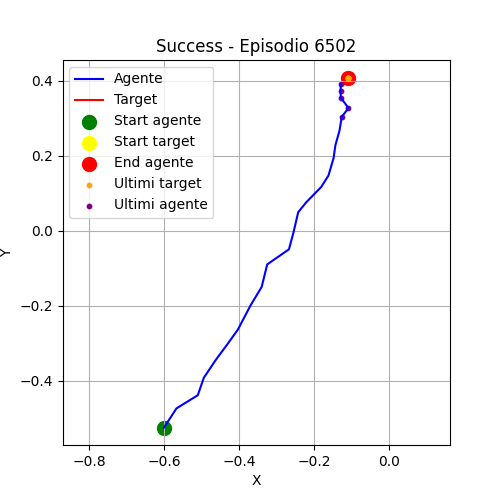 Success - Episodio 6502
Agente
Target
Start agente
Start target
End agente
Ultimi target
Ultimi agente
0.4
0.2
0.0
−0.2
−0.4
Y
−0.8
−0.6
−0.4
−0.2
0.0
X